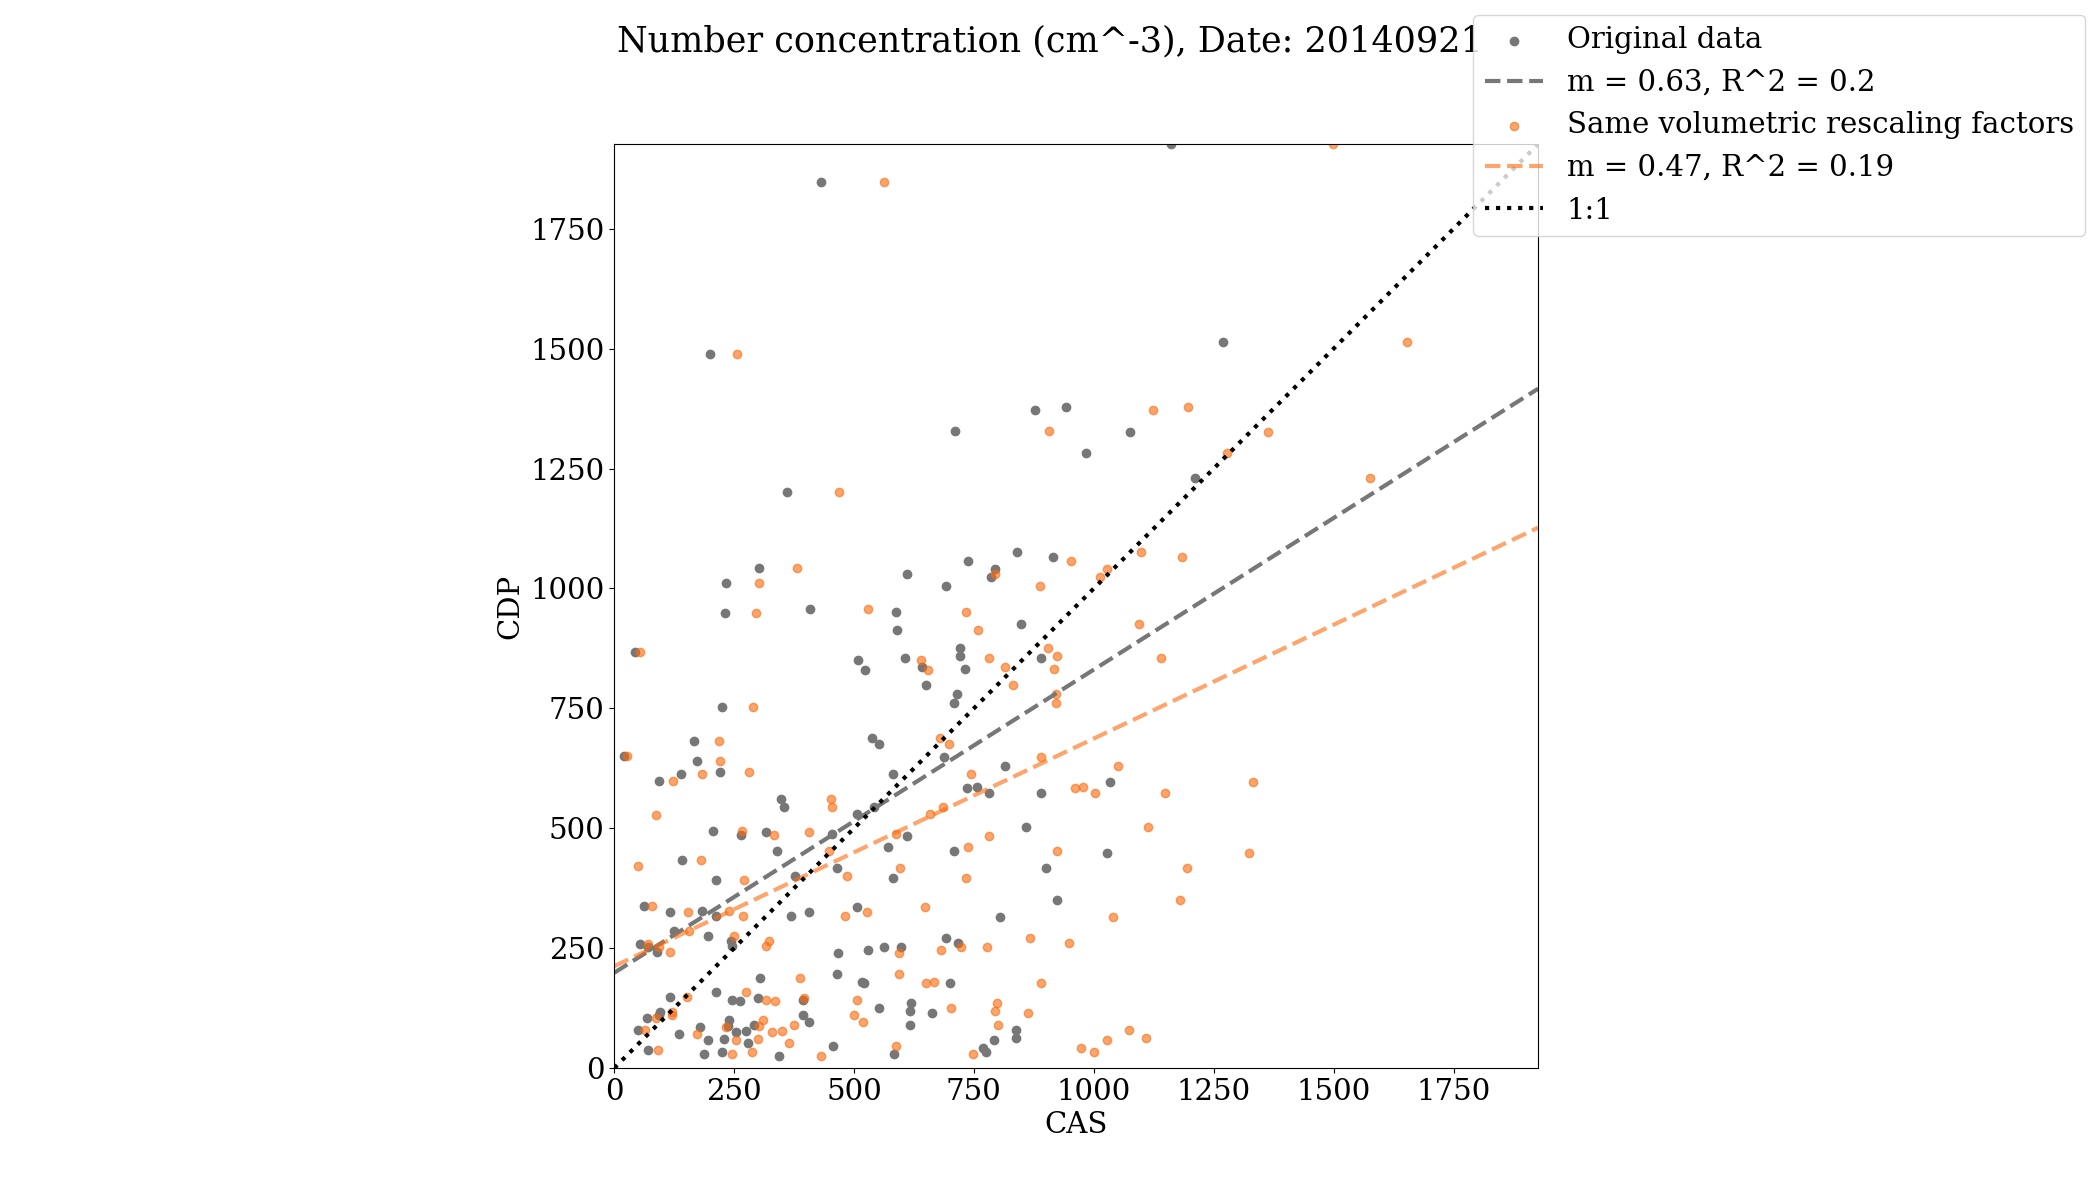 Number concentration (cm^-3), Date: 20140921
Original data
m = 0.63, R^2 = 0.2
Same volumetric rescaling factors
m = 0.47, R^2 = 0.19
1:1
1750
1500
1250
1000
750
500
250
0
CDP
0 250 500 750 1000 1250 1500 1750
CAS